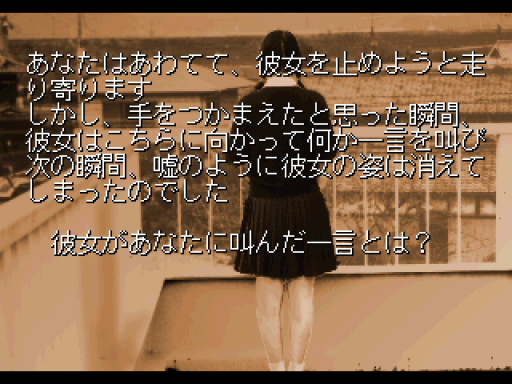 あなたはあわてて、彼女を止めようと走
り寄ります
しかし、手をつかまえたと思った瞬間、
彼女はこちらに向かって何か一言を叫び
次の瞬間、嘘のように彼女の姿は消えて
しまったのでした
彼女があなたに叫んだ一言とは？